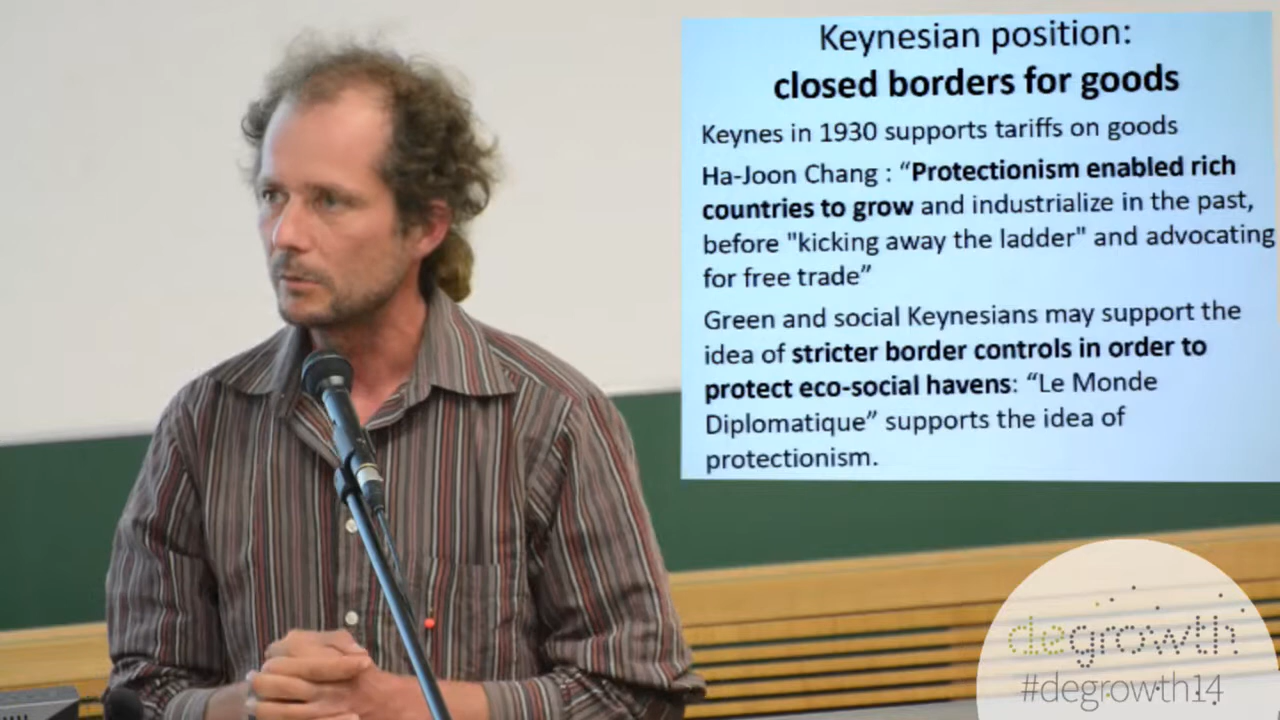 Keynesian position:
closed borders for goods
Keynes in 1930 supports tariffs on goods
Ha-Joon Chang : “Protectionism enabled rich
countries to grow and industrialize in the past,
before "kicking away the ladder" and advocating
for free trade”
Green and social Keynesians may support the
idea of stricter border controls in order to
protect eco-social havens: “Le Monde
Diplomatique” supports the idea of
protectionism.
degrowth
#degrowth14